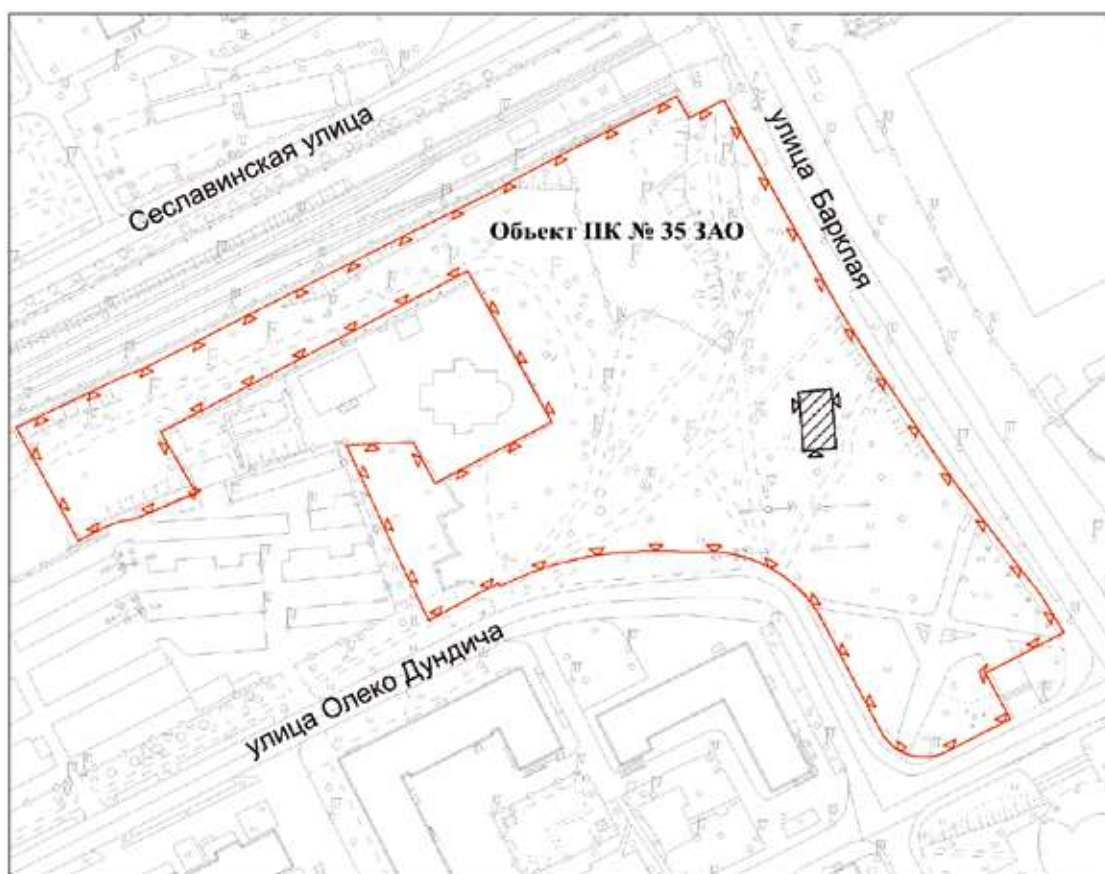 Сеславинская улица
улица Барклая
Объект ПК № 35 ЗАО
улица Олеко Дундича